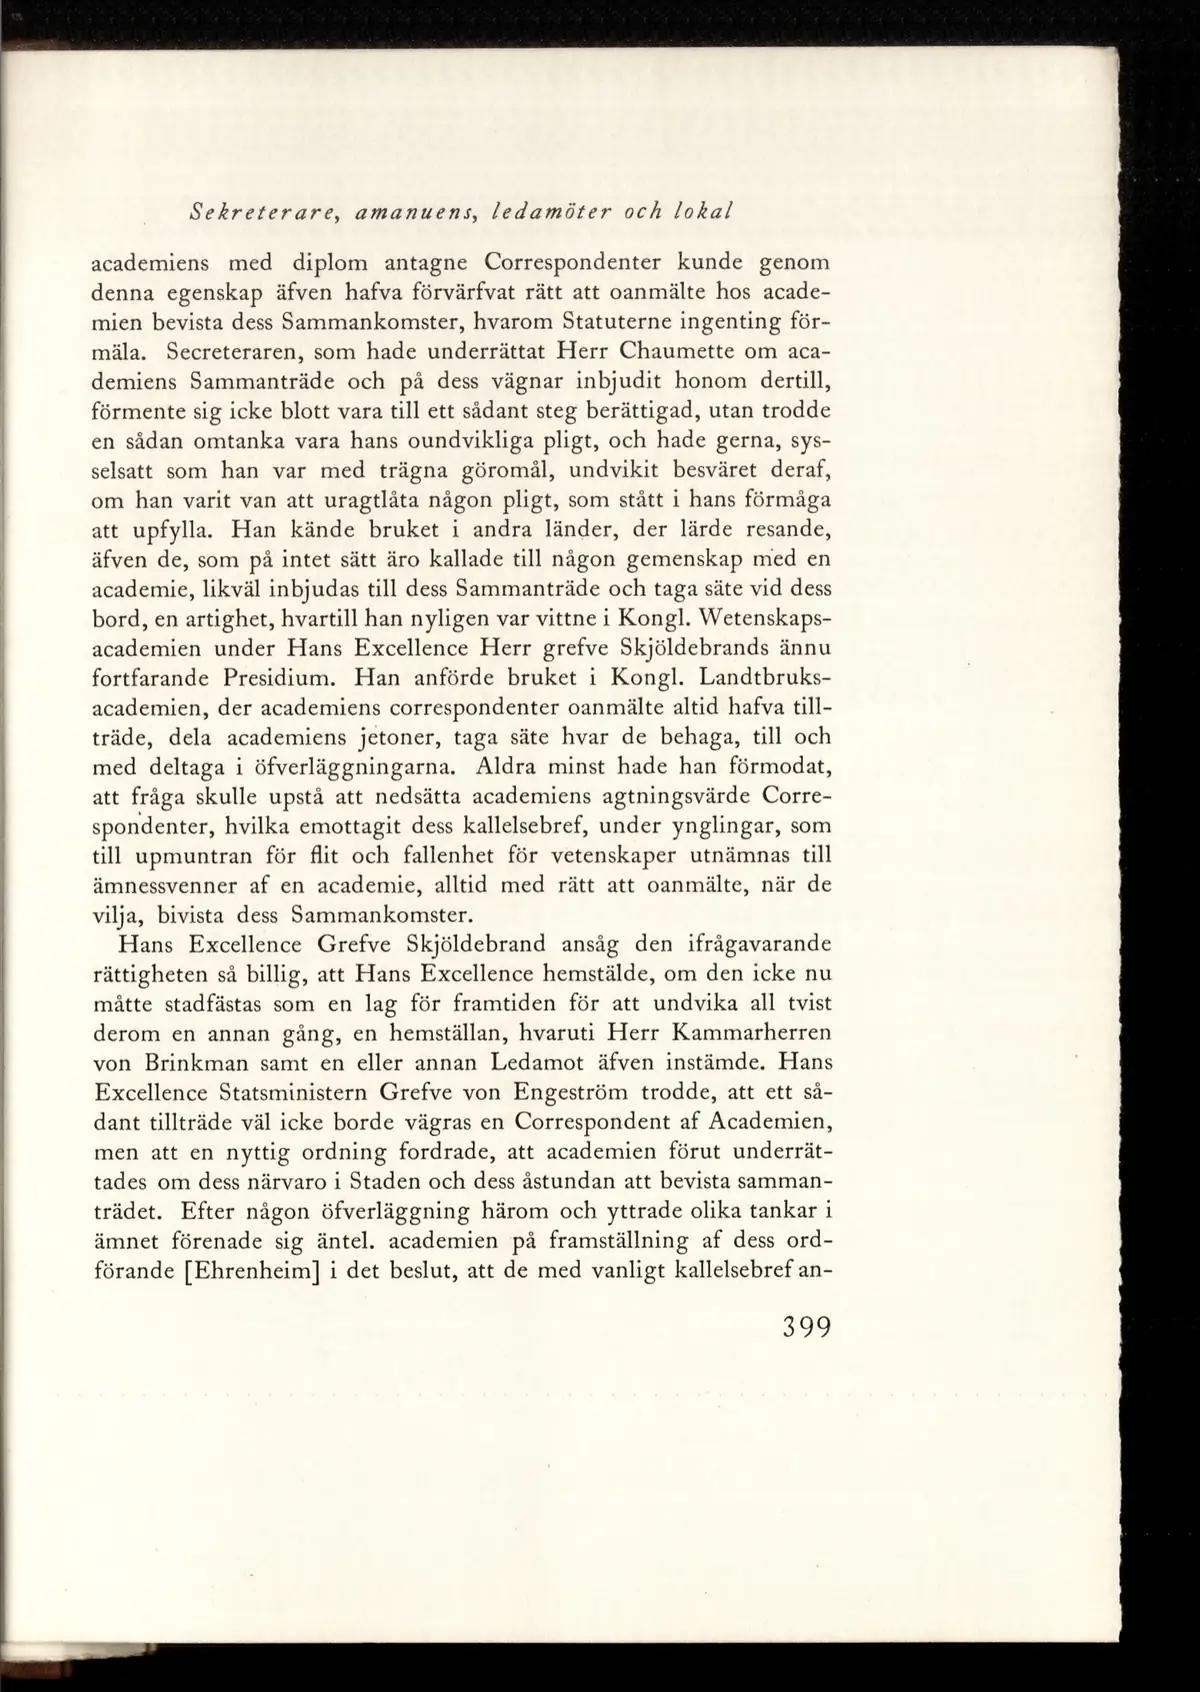 Sekreterare, amanuens, ledamöter och lokal
academiens med diplom antagne Correspondenter kunde genom
denna egenskap äfven hafva förvärfvat rätt att oanmälte hos acade-
mien bevista dess Sammankomster, hvarom Statuterne ingenting för-
mäla. Secreteraren, som hade underrättat Herr Chaumette om aca-
demiens Sammanträde och på dess vägnar inbjudit honom dertill,
förmente sig icke blott vara till ett sådant steg berättigad, utan trodde
en sådan omtanka vara hans oundvikliga pligt, och hade gerna, sys-
selsatt som han var med trägna göromål, undvikit besväret deraf,
om han varit van att uragtlåta någon pligt, som stått i hans förmåga
att upfylla. Han kände bruket i andra länder, der lärde resande,
äfven de, som på intet sätt äro kallade till någon gemenskap med en
academie, likväl inbjudas till dess Sammanträde och taga säte vid dess
bord, en artighet, hvartill han nyligen var vittne i Kongl. Wetenskaps-
academien under Hans Excellence Herr grefve Skjöldebrands ännu
fortfarande Presidium. Han anförde bruket i Kongl. Landtbruks-
academien, der academiens correspondenter oanmälte altid hafva till-
träde, dela academiens jetoner, taga säte hvar de behaga, till och
med deltaga i öfverläggningarna. Aldra minst hade han förmodat,
att fråga skulle upstå att nedsätta academiens agtningsvärde Corre-
spondenter, hvilka emottagit dess kallelsebref, under ynglingar, som
till upmuntran för flit och fallenhet för vetenskaper utnämnas till
ämnessvenner af en academie, alltid med rätt att oanmälte, när de
vilja, bivista dess Sammankomster.
Hans Excellence Grefve Skjöldebrand ansåg den ifrågavarande
rättigheten så billig, att Hans Excellence hemstälde, om den icke nu
måtte stadfästas som en lag för framtiden för att undvika all tvist
derom en annan gång, en hemställan, hvaruti Herr Kammarherren
von Brinkman samt en eller annan Ledamot äfven instämde. Hans
Excellence Statsministern Grefve von Engeström trodde, att ett så-
dant tillträde väl icke borde vägras en Correspondent af Academien,
men att en nyttig ordning fordrade, att academien förut underrät-
tades om dess närvaro i Staden och dess åstundan att bevista samman-
trädet. Efter någon öfverläggning härom och yttrade olika tankar i
ämnet förenade sig äntel. academien på framställning af dess ord-
förande [Ehrenheim] i det beslut, att de med vanligt kallelsebref an-
399